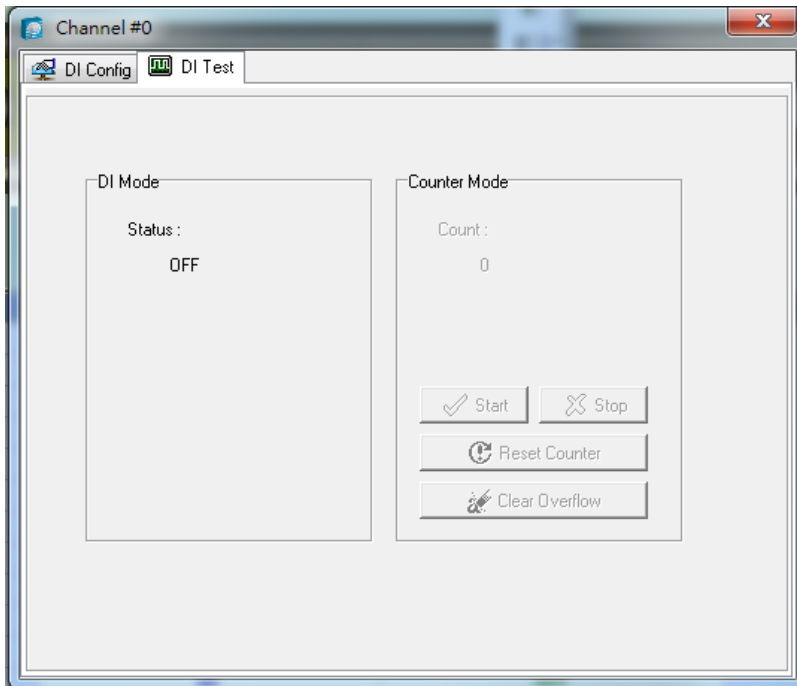 Channel #0
DI Config DI Test
DI Mode
Status :
OFF
Counter Mode
Count :
0
Start Stop
Reset Counter
Clear Overflow